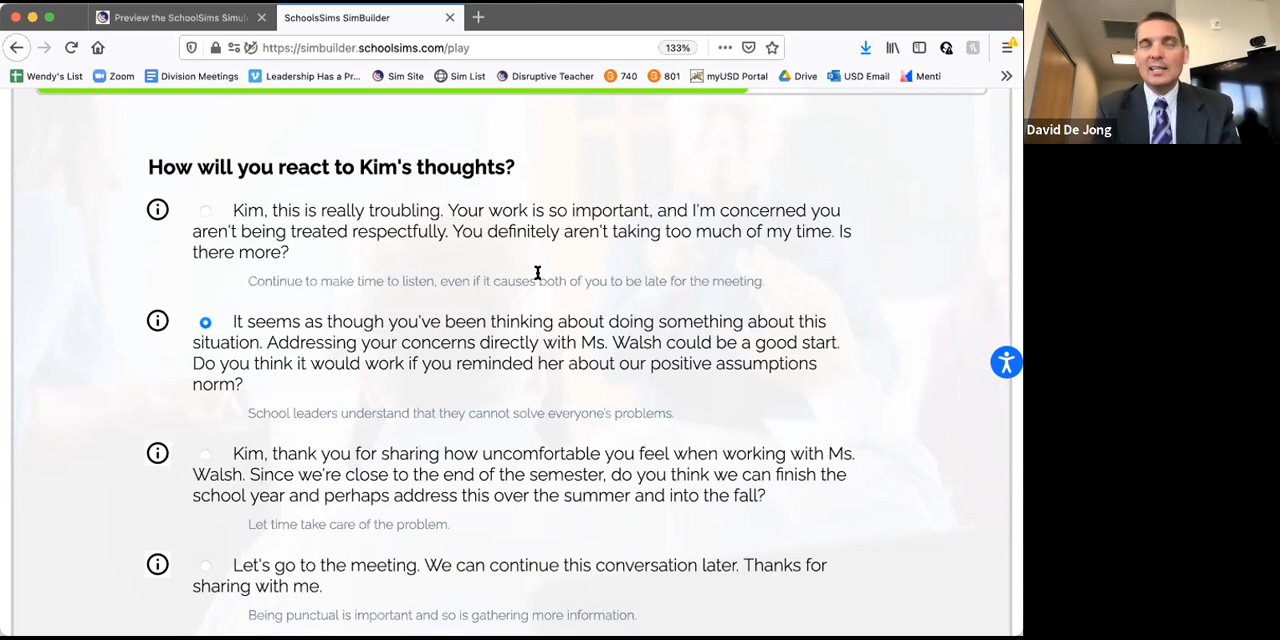 Preview the SchoolSims Simul
SchoolsSims SimBuilder
https://simbuilder.schoolsims.com/play
133%
Wendy's List
Zoom
Division Meetings
Leadership Has a Pr...
Sim Site
Sim List
Disruptive Teacher
740
801
myUSD Portal
Drive
USD Email
Menti
David De Jong
How will you react to Kim's thoughts?
Kim, this is really troubling. Your work is so important, and I'm concerned you
aren't being treated respectfully. You definitely aren't taking too much of my time. Is
there more?
Continue to make time to listen, even if it causes both of you to be late for the meeting.
It seems as though you've been thinking about doing something about this
situation. Addressing your concerns directly with Ms. Walsh could be a good start.
Do you think it would work if you reminded her about our positive assumptions
norm?
School leaders understand that they cannot solve everyone's problems.
Kim, thank you for sharing how uncomfortable you feel when working with Ms.
Walsh. Since we're close to the end of the semester, do you think we can finish the
school year and perhaps address this over the summer and into the fall?
Let time take care of the problem.
Let's go to the meeting. We can continue this conversation later. Thanks for
sharing with me.
Being punctual is important and so is gathering more information.